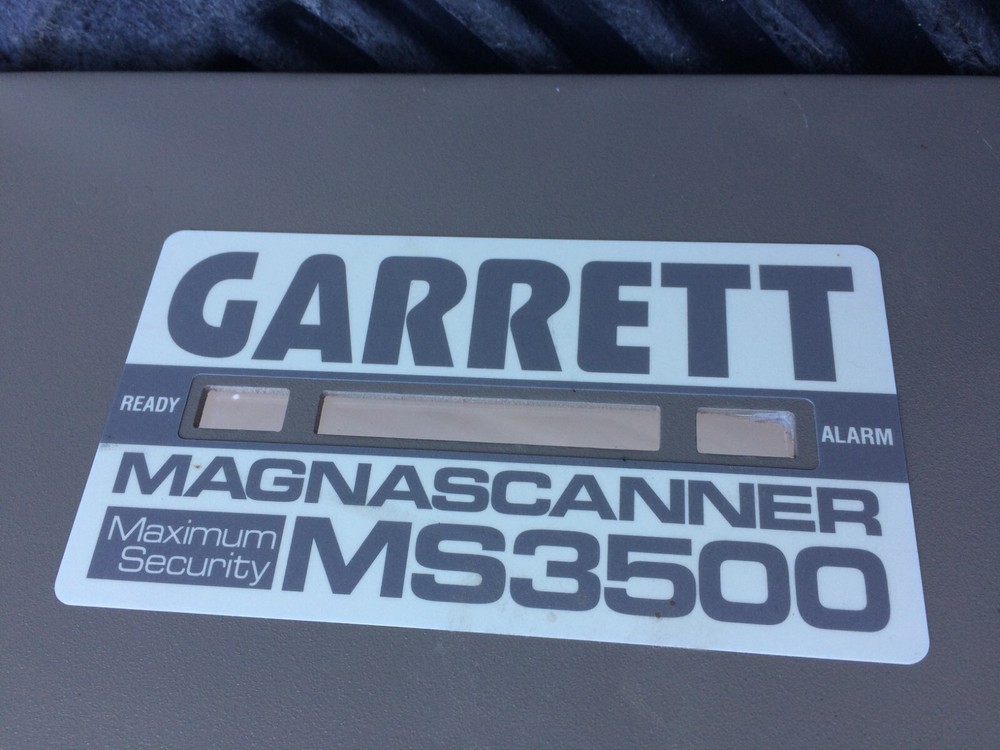 GARRETT
READY ALARM
MAGNASCANNER
Maximum
Security
MS3500